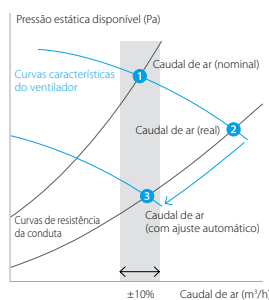 Pressão estática disponível (Pa)
1
Caudal de ar (nominal)
Curvas características
do ventilador
Caudal de ar (real)
2
3
Curvas de resistência
da conduta
Caudal de ar
(com ajuste automático)
±10%
Caudal de ar (m³/h)